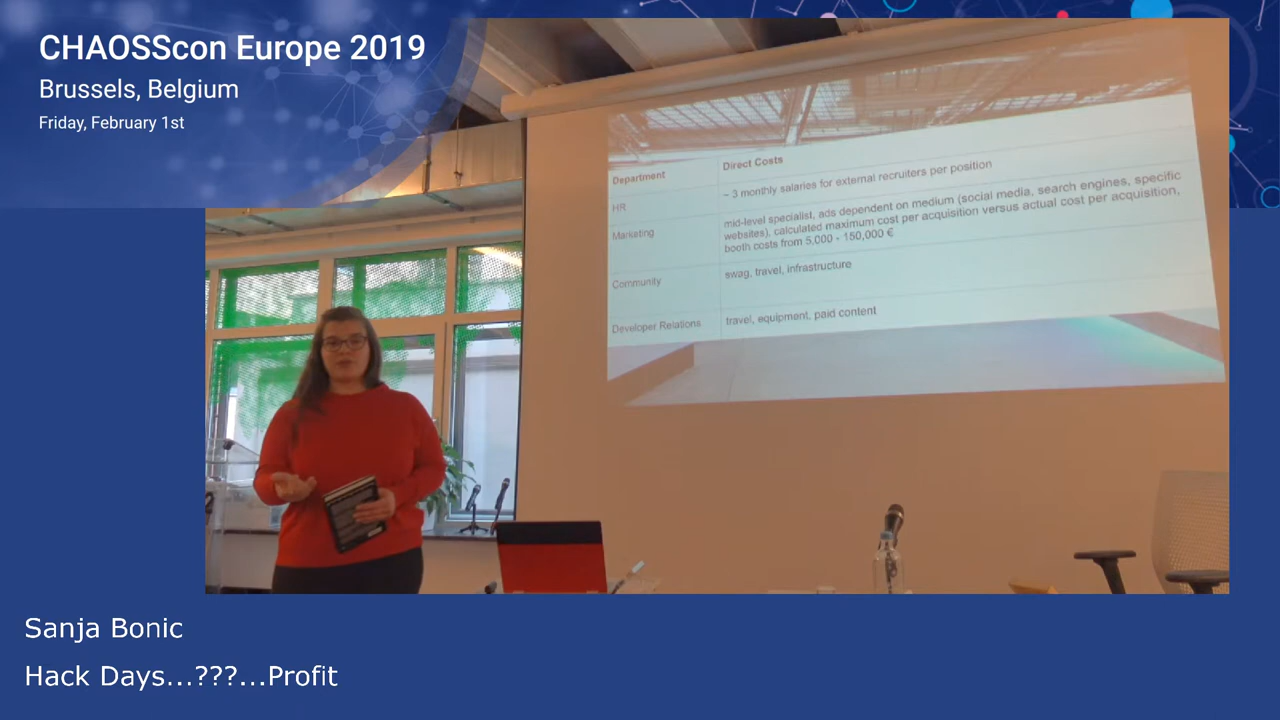 CHAOSScon Europe 2019
Brussels, Belgium
Friday, February 1st
Department
Direct Costs
HR
~ 3 monthly salaries for external recruiters per position
Marketing
mid-level specialist, ads dependent on medium (social media, search engines, specific
websites), calculated maximum cost per acquisition versus actual cost per acquisition,
booth costs from 5,000 - 150,000 €
Community
swag, travel, infrastructure
Developer Relations
travel, equipment, paid content
Sanja Bonic
Hack Days...???...Profit